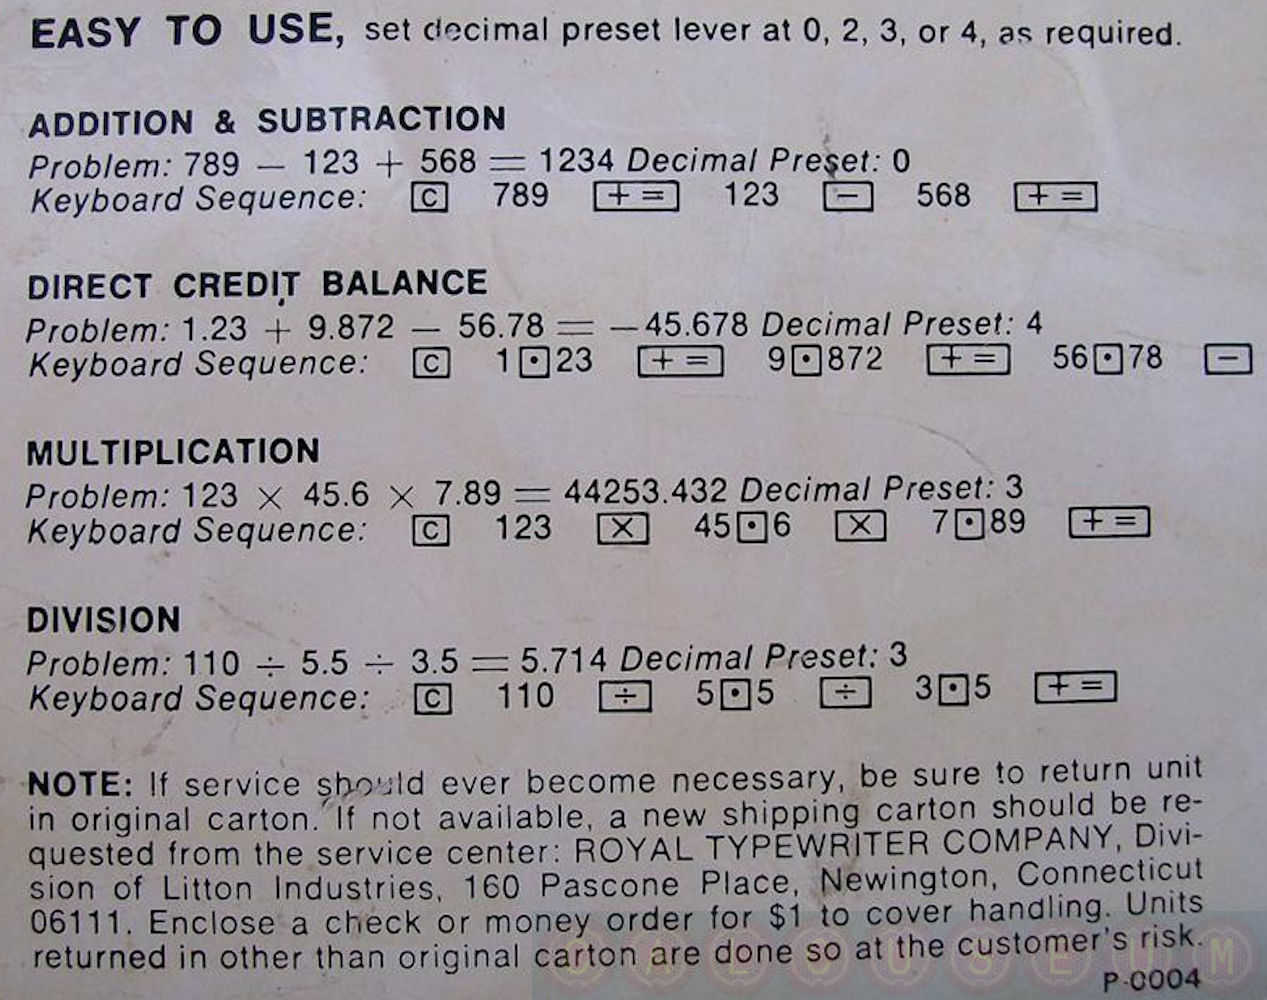 EASY TO USE, set decimal preset lever at 0, 2, 3, or 4, as required.
ADDITION & SUBTRACTION
Problem: 789 − 123 + 568 = 1234 Decimal Preset: 0
Keyboard Sequence: C 789 + = 123 − 568 + =
DIRECT CREDIT BALANCE
Problem: 1.23 + 9.872 − 56.78 = −45.678 Decimal Preset: 4
Keyboard Sequence: C 1 • 23 + = 9 • 872 + = 56 • 78 −
MULTIPLICATION
Problem: 123 × 45.6 × 7.89 = 44253.432 Decimal Preset: 3
Keyboard Sequence: C 123 × 45 • 6 × 7 • 89 + =
DIVISION
Problem: 110 ÷ 5.5 ÷ 3.5 = 5.714 Decimal Preset: 3
Keyboard Sequence: C 110 ÷ 5 • 5 ÷ 3 • 5 + =
NOTE: If service should ever become necessary, be sure to return unit
in original carton. If not available, a new shipping carton should be re-
quested from the service center: ROYAL TYPEWRITER COMPANY, Divi-
sion of Litton Industries, 160 Pascone Place, Newington, Connecticut
06111. Enclose a check or money order for $1 to cover handling. Units
returned in other than original carton are done so at the customer's risk.
CALCUSEUM
P-0004